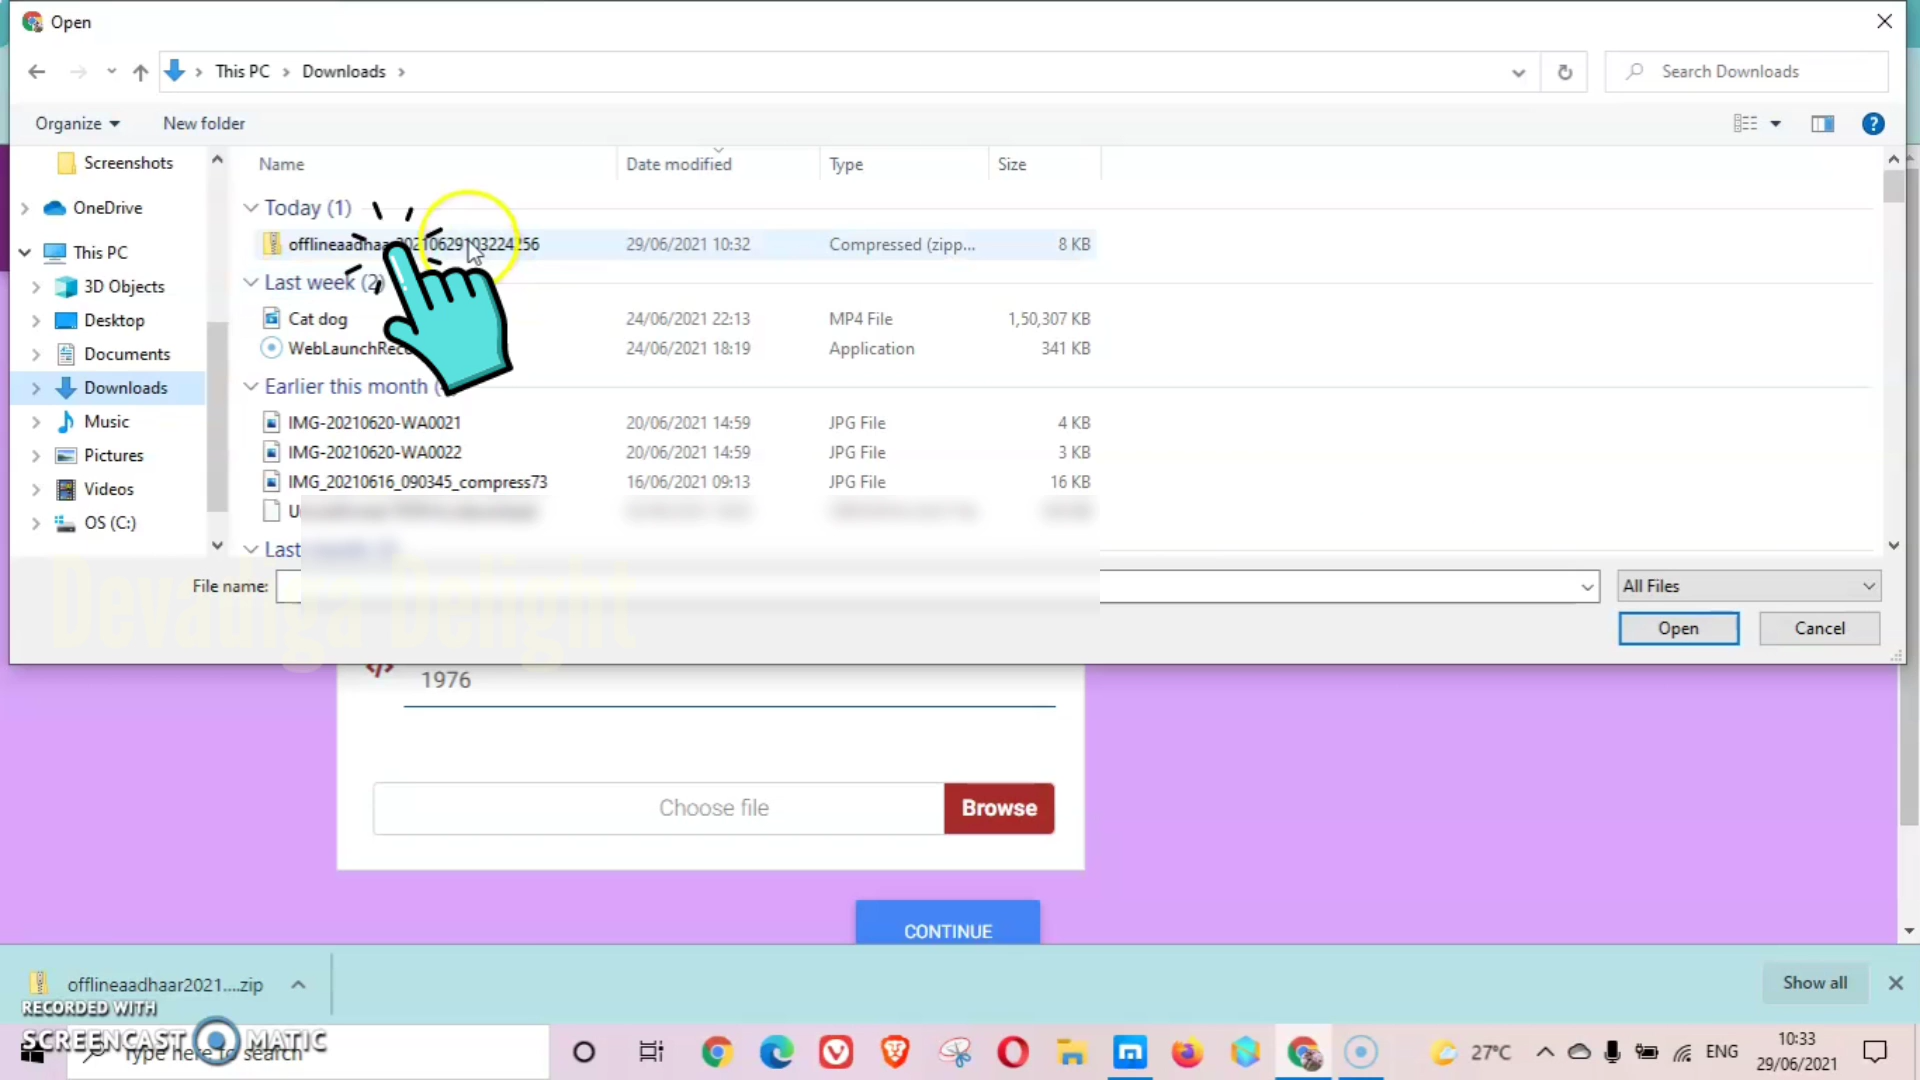 Open
This PC > Downloads >
Search Downloads
Organize
New folder
Name Date modified Type Size
Screenshots
OneDrive
This PC
3D Objects
Desktop
Documents
Downloads
Music
Pictures
Videos
OS (C:)
Today (1)
29/06/2021 10:32 Compressed (zipp... 8 KB
Last week (2)
Cat dog 24/06/2021 22:13 MP4 File 1,50,307 KB
24/06/2021 18:19 Application 341 KB
Earlier this month
IMG-20210620-WA0021 20/06/2021 14:59 JPG File 4 KB
IMG-20210620-WA0022 20/06/2021 14:59 JPG File 3 KB
IMG_20210616_090345_compress73 16/06/2021 09:13 JPG File 16 KB
Last
File name:
All Files
Devadiga Delight
Open
Cancel
1976
Choose file
Browse
CONTINUE
offlineaadhaar2021....zip
Show all
RECORDED WITH
SCREENCAST MATIC
Type here to search
27°C
ENG
10:33
29/06/2021